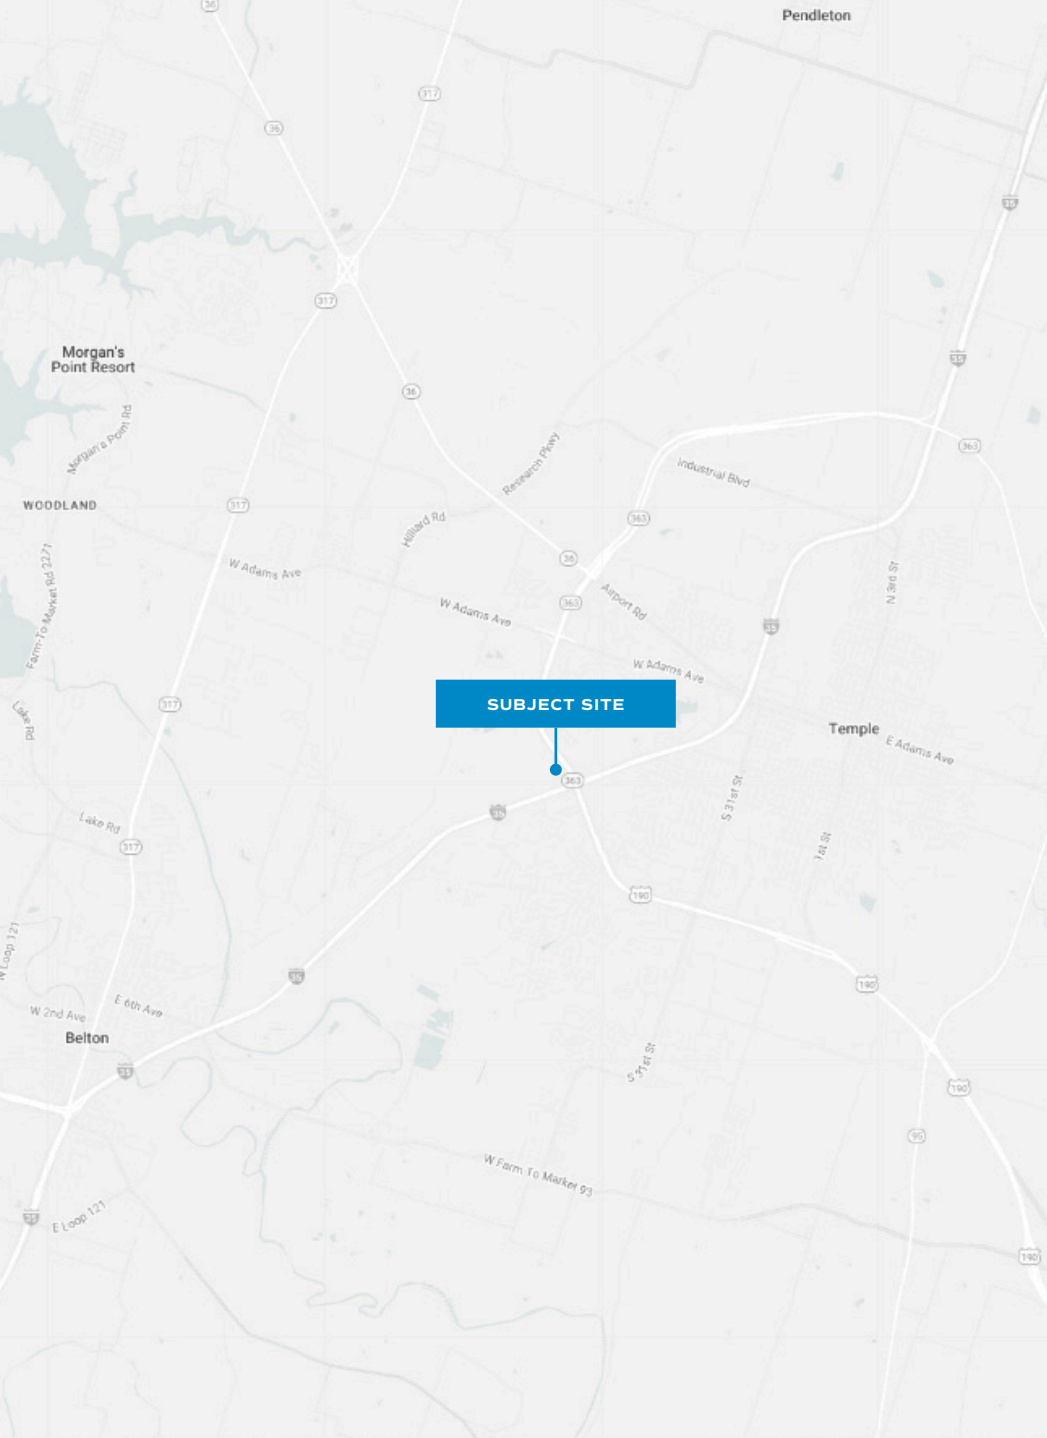 36
Pendleton
317
36
35
317
Morgan's
Point Resort
35
36
Morgan's Point Rd
363
Research Pkwy
Industrial Blvd
WOODLAND
317
363
Hilliard Rd
36
W Adams Ave
N 3rd St
Farm-To-Market Rd 2271
363
Airport Rd
W Adams Ave
35
W Adams Ave
SUBJECT SITE
317
Lake Rd
Temple
E Adams Ave
363
S 31st St
35
Lake Rd
317
1st St
190
N Loop 121
35
190
E 6th Ave
W 2nd Ave
Belton
S 31st St
35
190
95
W Farm To Market 93
E Loop 121
35
190